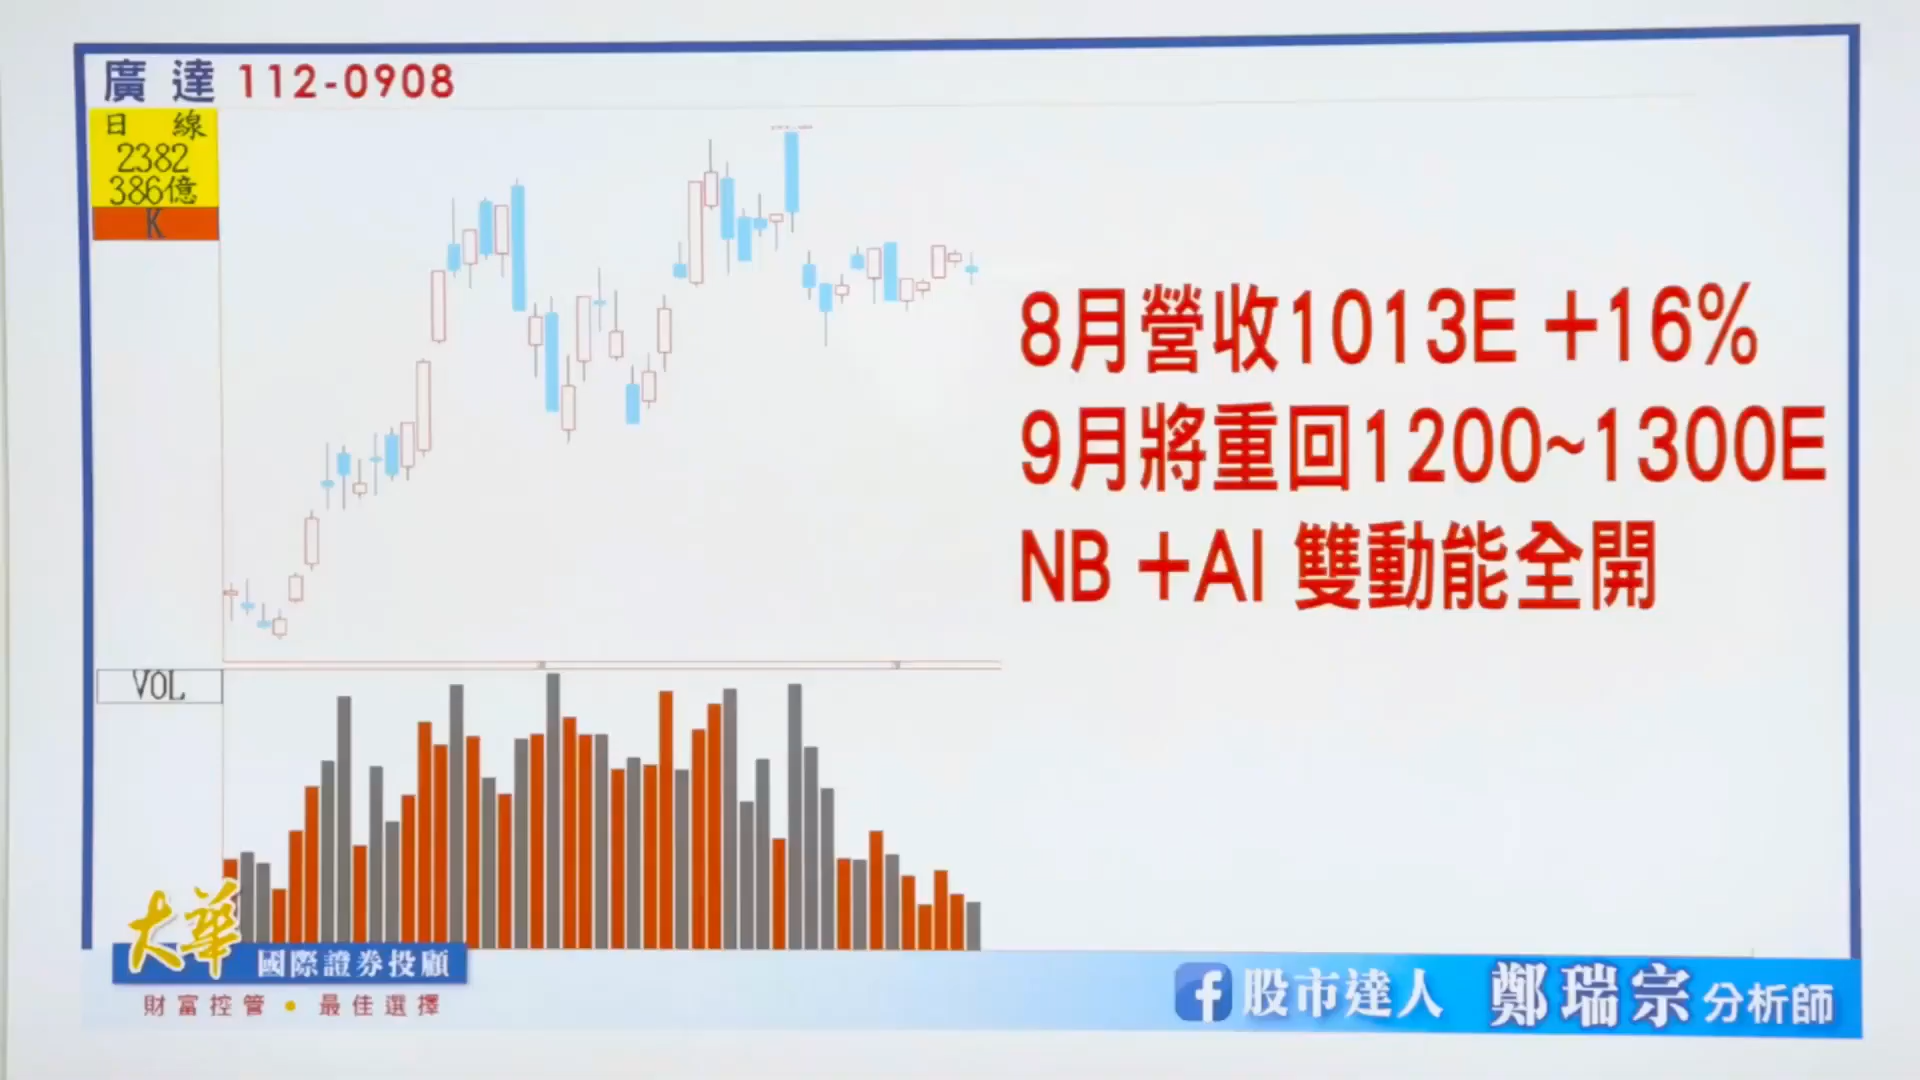 廣達 112-0908
日 線
2382
386億
K
8月營收1013E +16%
9月將重回1200~1300E
NB +AI 雙動能全開
VOL
大華
國際證券投顧
財富控管•最佳選擇
股市達人 鄭瑞宗 分析師